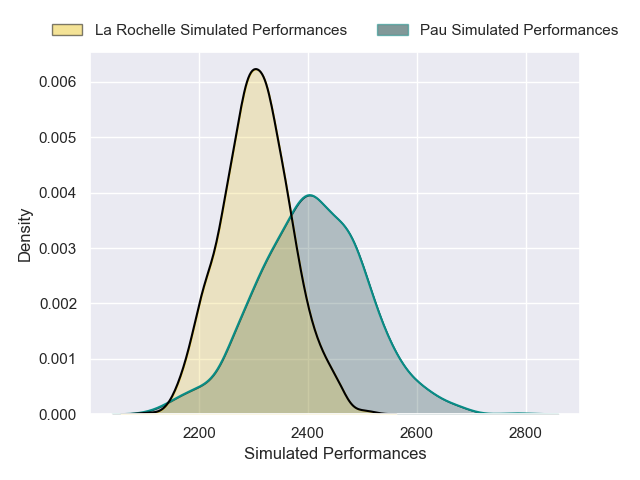 La Rochelle Simulated Performances
Pau Simulated Performances
0.006
0.005
0.004
0.003
0.002
0.001
0.000
Density
2200
2400
2600
2800
Simulated Performances